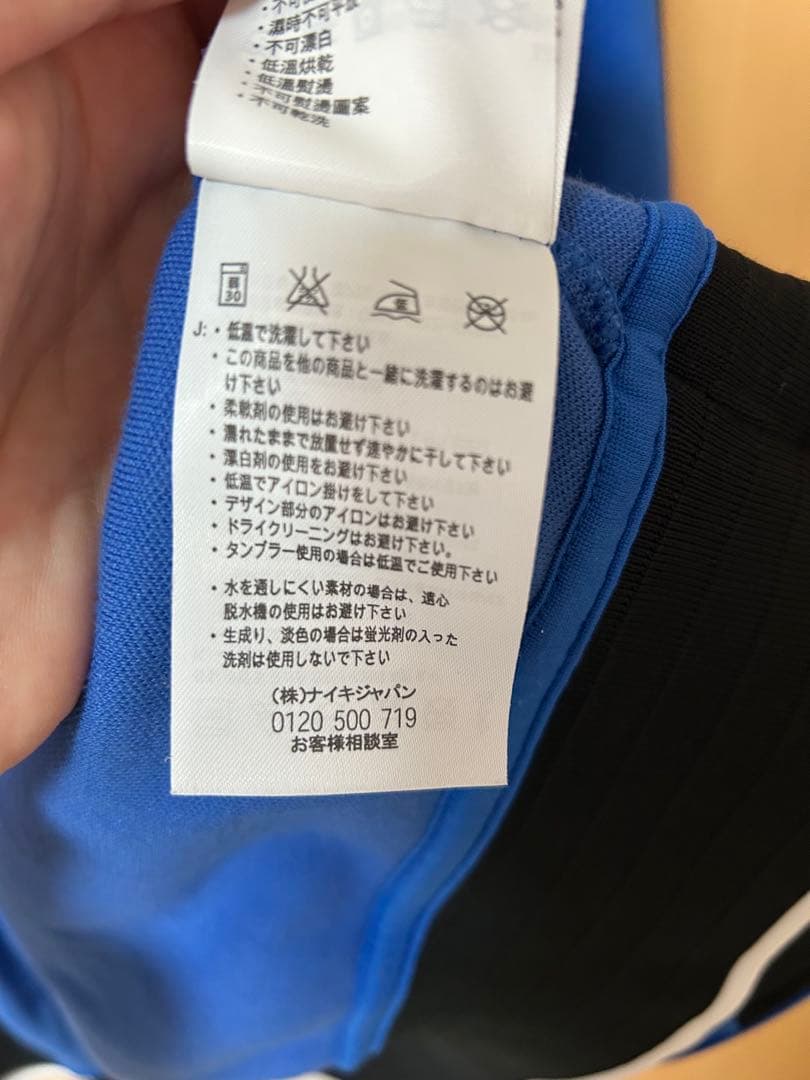 ・濕時不可平放
・不可漂白
・低溫烘乾
・低溫熨燙
・不可熨燙圖案
・不可乾洗
弱
30
J:・低温で洗濯して下さい
・この商品を他の商品と一緒に洗濯するのはお避
け下さい
・柔軟剤の使用はお避け下さい
・濡れたままで放置せず速やかに干して下さい
・漂白剤の使用をお避け下さい
・低温でアイロン掛けをして下さい
・デザイン部分のアイロンはお避け下さい
・ドライクリーニングはお避け下さい。
・タンブラー使用の場合は低温でご使用下さい
・水を通しにくい素材の場合は、遠心
脱水機の使用はお避け下さい
・生成り、淡色の場合は蛍光剤の入った
洗剤は使用しないで下さい
(株)ナイキジャパン
0120 500 719
お客様相談室